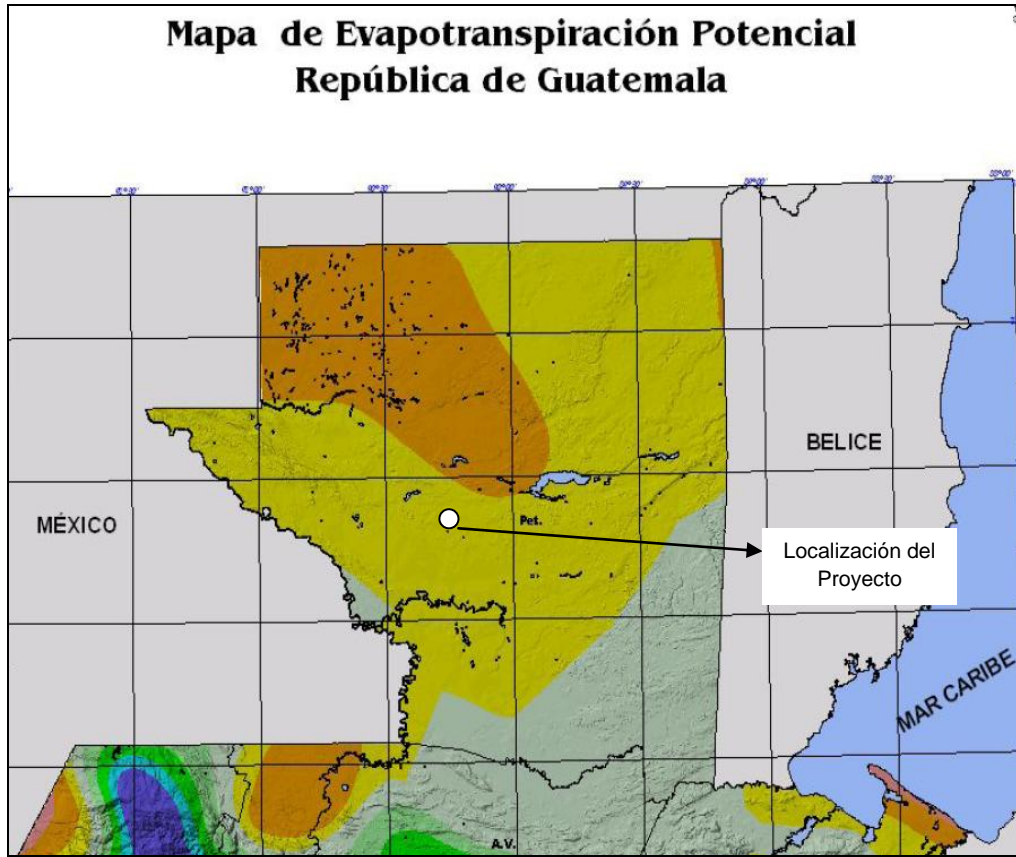 Mapa de Evapotranspiración Potencial
República de Guatemala
BELICE
MÉXICO
Pet.
Localización del
Proyecto
MAR CARIBE
A.V.